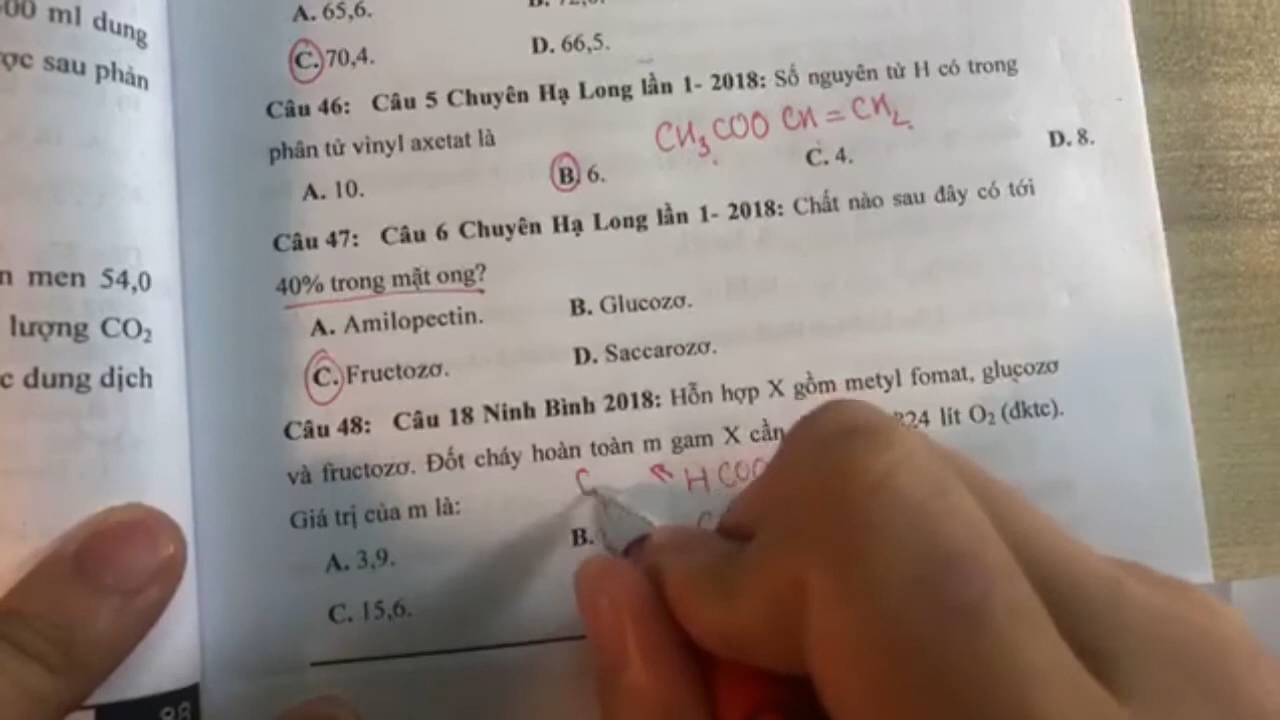 00 ml dung
ợc sau phản
n men 54,0
lượng CO₂
c dung dịch
A. 65,6.
C. 70,4.
D. 66,5.
Câu 46: Câu 5 Chuyên Hạ Long lần 1- 2018: Số nguyên tử H có trong
phân tử vinyl axetat là
CH₃COO CH = CH₂
A. 10.
B. 6.
C. 4.
D. 8.
Câu 47: Câu 6 Chuyên Hạ Long lần 1- 2018: Chất nào sau đây có tới
40% trong mật ong?
A. Amilopectin.
B. Glucozơ.
C. Fructozơ.
D. Saccarozơ.
Câu 48: Câu 18 Ninh Bình 2018: Hỗn hợp X gồm metyl fomat, glucozơ
và fructozơ. Đốt cháy hoàn toàn m gam X cần 224 lít O₂ (đktc).
C HCOO
Giá trị của m là:
A. 3,9.
B.
C. 15,6.